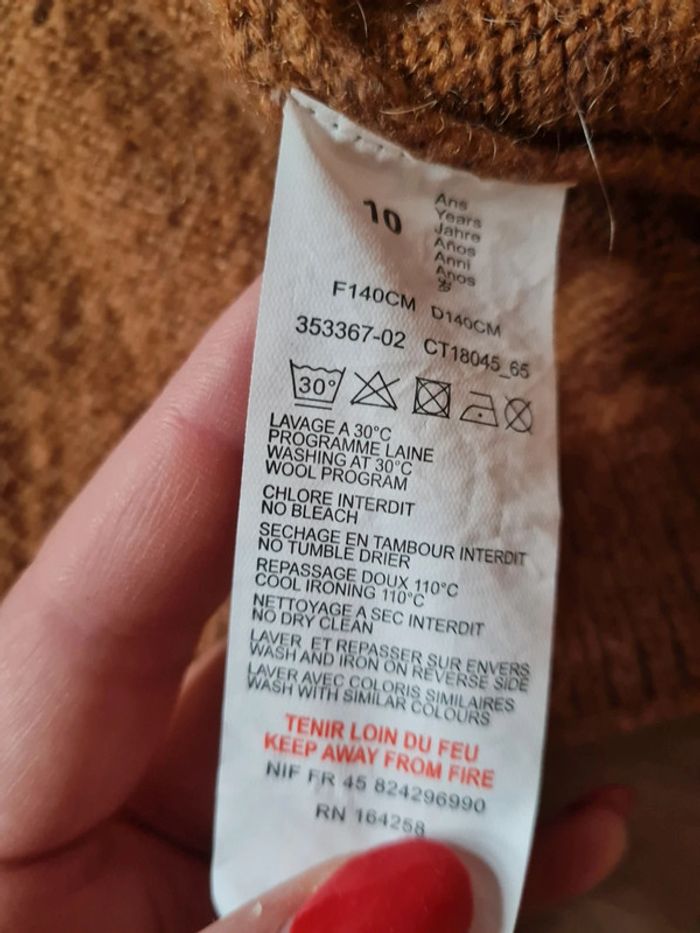 10
Ans
Years
Jahre
Años
Anni
Anos
F140CM D140CM
353367-02 CT18045_65
30°
LAVAGE A 30°C
PROGRAMME LAINE
WASHING AT 30°C
WOOL PROGRAM
CHLORE INTERDIT
NO BLEACH
SECHAGE EN TAMBOUR INTERDIT
NO TUMBLE DRIER
REPASSAGE DOUX 110°C
COOL IRONING 110°C
NETTOYAGE A SEC INTERDIT
NO DRY CLEAN
LAVER ET REPASSER SUR ENVERS
WASH AND IRON ON REVERSE SIDE
LAVER AVEC COLORIS SIMILAIRES
WASH WITH SIMILAR COLOURS
TENIR LOIN DU FEU
KEEP AWAY FROM FIRE
NIF FR 45 824296990
RN 164258